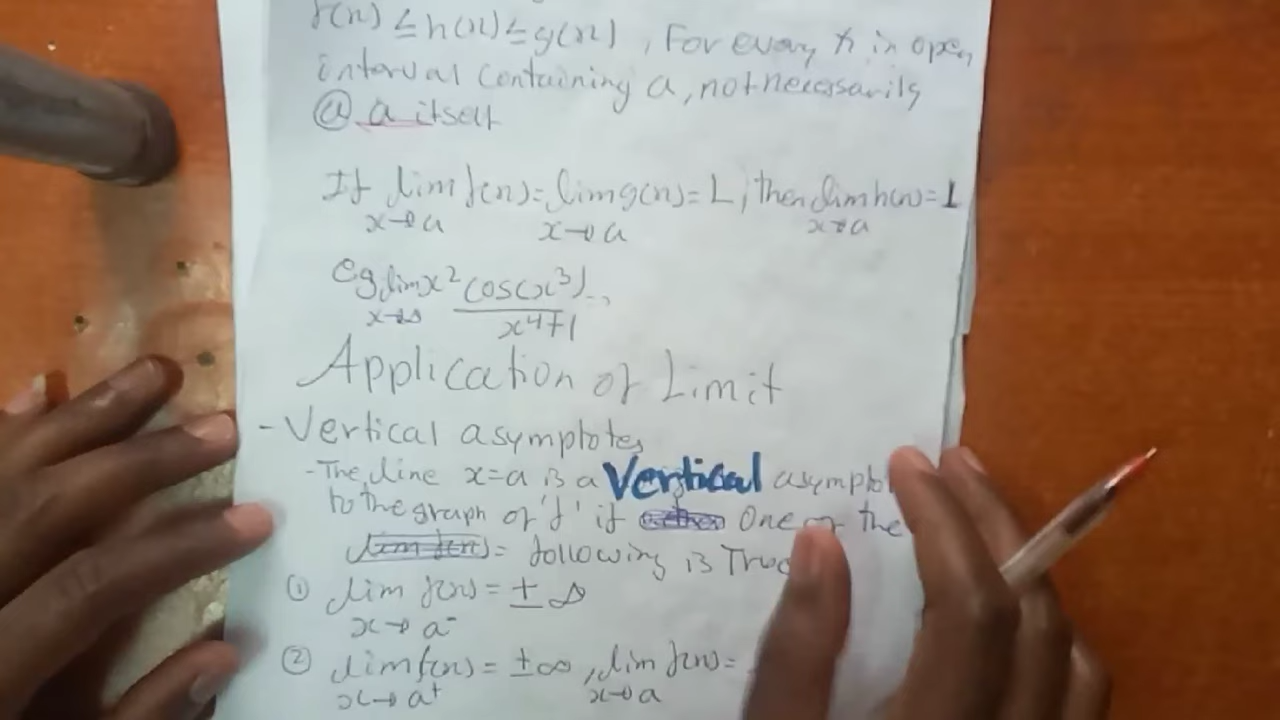 f(x) ≤ h(x) ≤ g(x), For every x in open
interval containing a, not necessarily
@ a itself
If lim f(x) = lim g(x) = L, then lim h(x) = L
x→a x→a x→a
eg lim x² cos(x³)
x→∞ x⁴+1
Application of Limit
- Vertical asymptotes
- The line x=a is a Vertical
to the graph of 'f' if One of the
= following is True
① lim f(x) = ± ∞
x→a⁻
② lim f(x) = ± ∞, lim f(x) =
x→a⁺ x→a